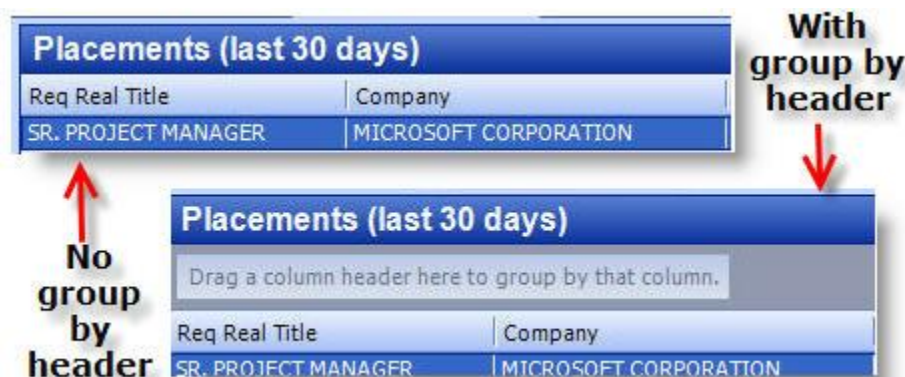 Placements (last 30 days)
Req Real Title Company
SR. PROJECT MANAGER MICROSOFT CORPORATION
With
group by
header
No
group
by
header
Placements (last 30 days)
Drag a column header here to group by that column.
Req Real Title Company
SR. PROJECT MANAGER MICROSOFT CORPORATION